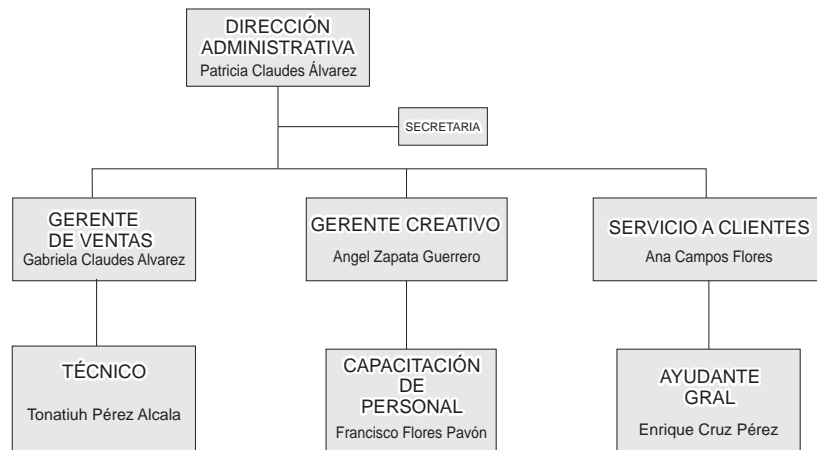 DIRECCIÓN
ADMINISTRATIVA
Patricia Claudes Álvarez
SECRETARIA
GERENTE
DE VENTAS
Gabriela Claudes Alvarez
GERENTE CREATIVO
Angel Zapata Guerrero
SERVICIO A CLIENTES
Ana Campos Flores
TÉCNICO
Tonatiuh Pérez Alcala
CAPACITACIÓN
DE
PERSONAL
Francisco Flores Pavón
AYUDANTE
GRAL
Enrique Cruz Pérez